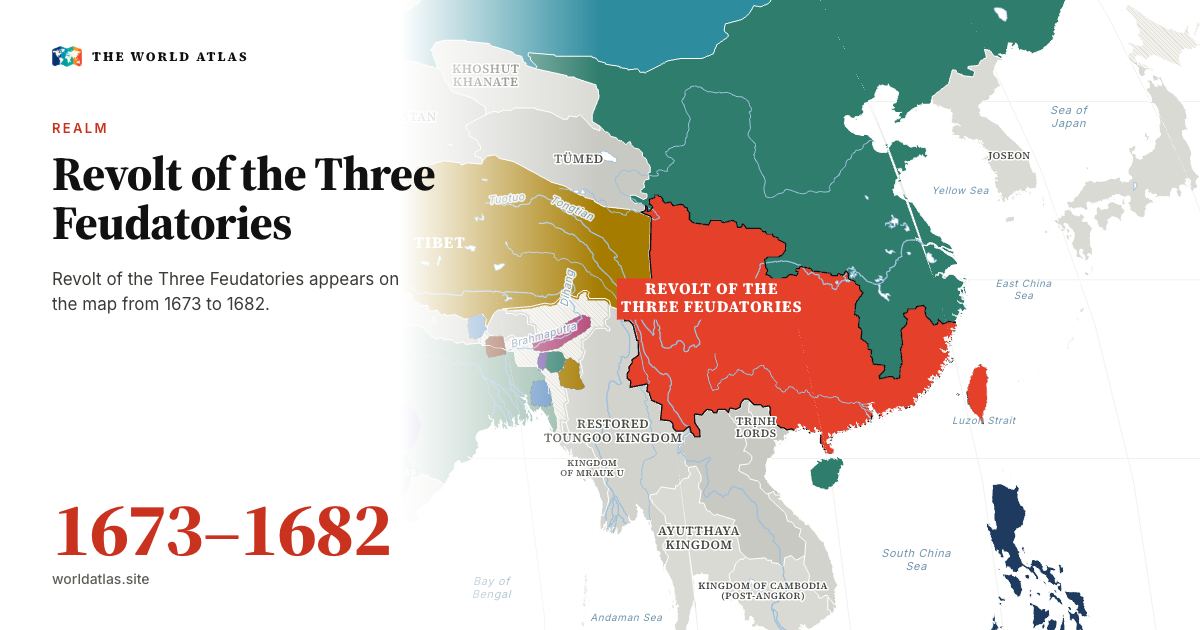 THE WORLD ATLAS
REALM
Revolt of the Three
Feudatories
Revolt of the Three Feudatories appears on
the map from 1673 to 1682.
1673–1682
worldatlas.site
KHOSHUT
KHANATE
TAN
TÜMED
Tuotuo
Tongtian
TIBET
Dihang
Brahmaputra
REVOLT OF THE
THREE FEUDATORIES
JOSEON
Sea of
Japan
Yellow Sea
East China
Sea
Luzon Strait
RESTORED
TOUNGOO KINGDOM
TRINH
LORDS
KINGDOM
OF MRAUK U
AYUTTHAYA
KINGDOM
KINGDOM OF CAMBODIA
(POST-ANGKOR)
South China
Sea
Bay of
Bengal
Andaman Sea